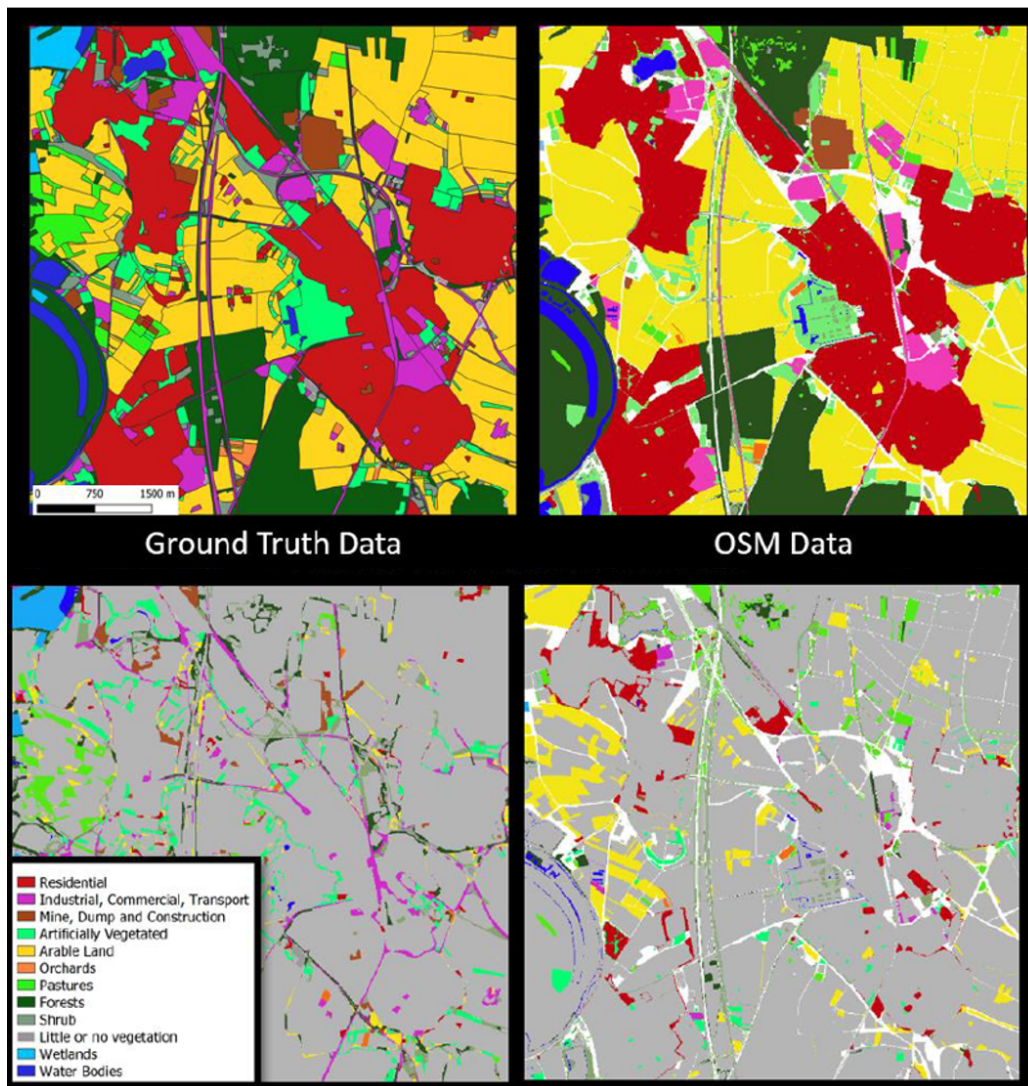 0 750 1500 m
Ground Truth Data
OSM Data
Residential
Industrial, Commercial, Transport
Mine, Dump and Construction
Artificially Vegetated
Arable Land
Orchards
Pastures
Forests
Shrub
Little or no vegetation
Wetlands
Water Bodies